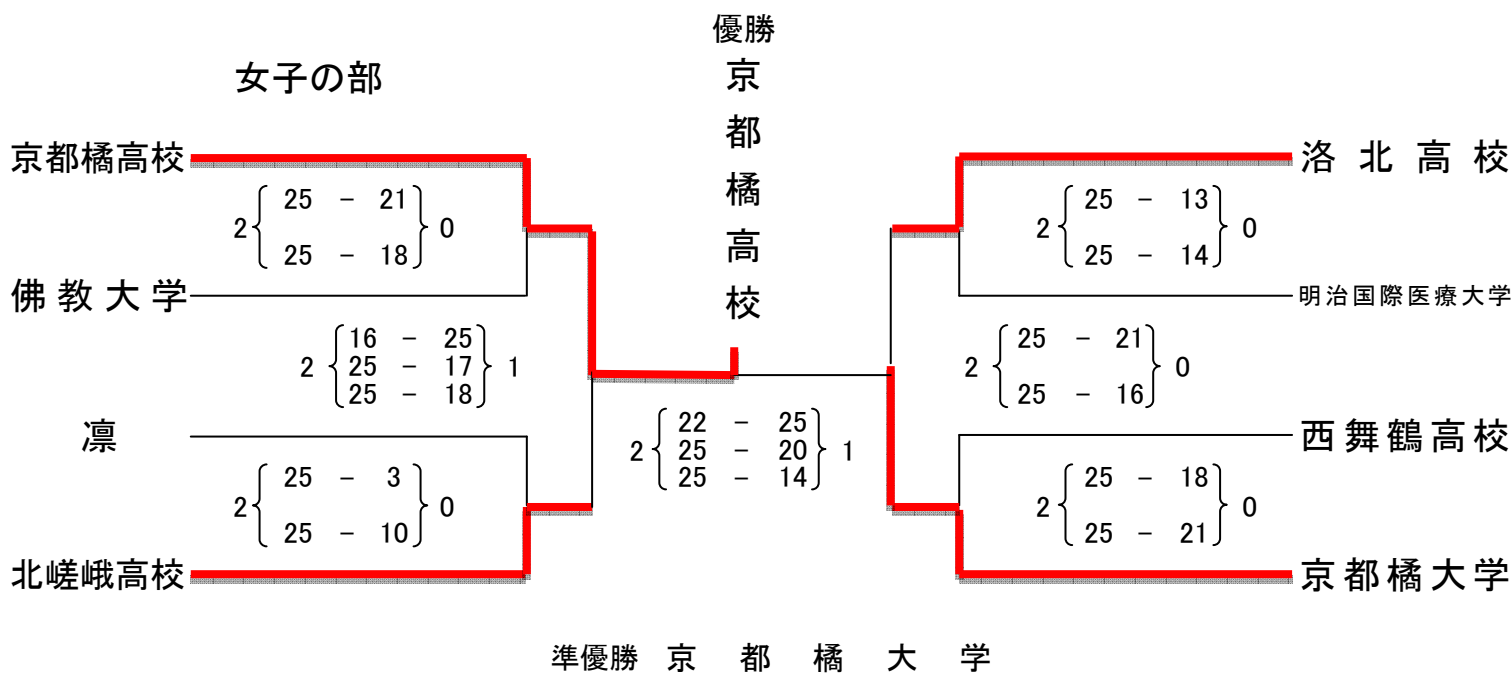 優勝
京都橘高校
女子の部
京都橘高校
2 { 25 － 21 } 0
25 － 18
佛教大学
2 { 16 － 25 } 1
25 － 17
25 － 18
凛
2 { 25 － 3 } 0
25 － 10
北嵯峨高校
2 { 22 － 25 } 1
25 － 20
25 － 14
洛北高校
2 { 25 － 13 } 0
25 － 14
明治国際医療大学
2 { 25 － 21 } 0
25 － 16
西舞鶴高校
2 { 25 － 18 } 0
25 － 21
京都橘大学
準優勝 京都橘大学